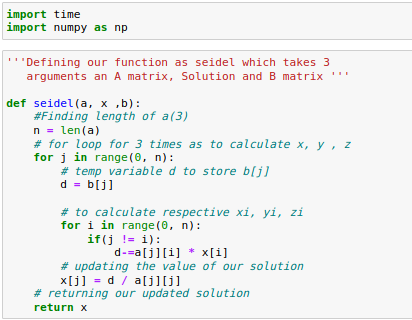 import time
import numpy as np
'''Defining our function as seidel which takes 3
   arguments an A matrix, Solution and B matrix '''
def seidel(a, x ,b):
    #Finding length of a(3)
    n = len(a)
    # for loop for 3 times as to calculate x, y , z
    for j in range(0, n):
        # temp variable d to store b[j]
        d = b[j]
        # to calculate respective xi, yi, zi
        for i in range(0, n):
            if(j != i):
                d-=a[j][i] * x[i]
        # updating the value of our solution
        x[j] = d / a[j][j]
    # returning our updated solution
    return x